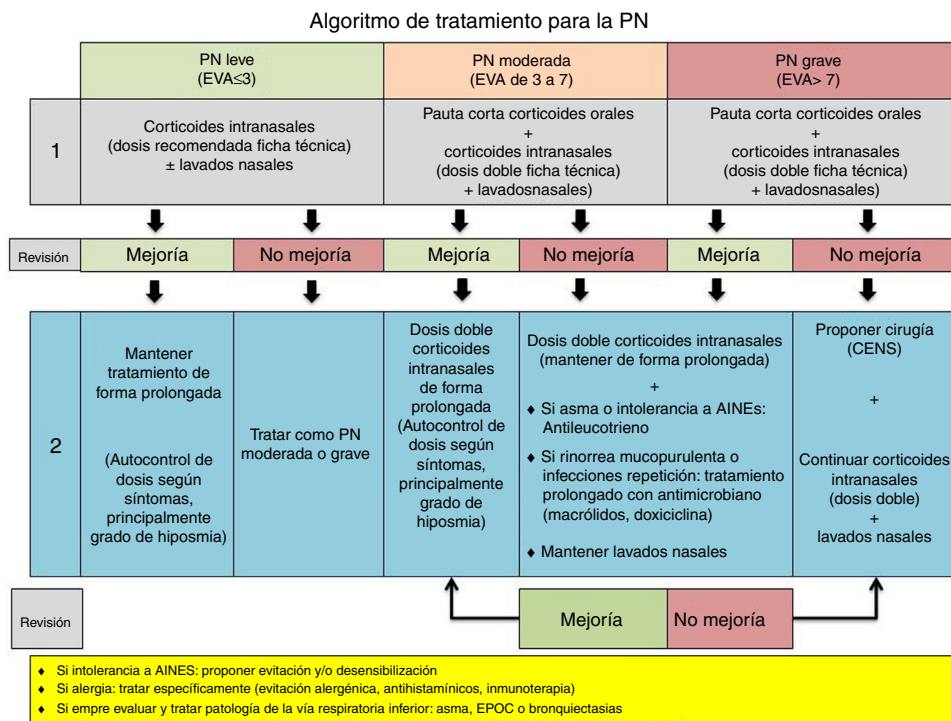 Algoritmo de tratamiento para la PN
PN leve
(EVA≤3)
PN moderada
(EVA de 3 a 7)
PN grave
(EVA> 7)
1
Corticoides intranasales
(dosis recomendada ficha técnica)
± lavados nasales
Pauta corta corticoides orales
+
corticoides intranasales
(dosis doble ficha técnica)
+ lavadosnasales)
Pauta corta corticoides orales
+
corticoides intranasales
(dosis doble ficha técnica)
+ lavadosnasales)
Revisión
Mejoría
No mejoría
Mejoría
No mejoría
Mejoría
No mejoría
2
Mantener
tratamiento de
forma prolongada
(Autocontrol de
dosis según
síntomas,
principalmente
grado de hiposmia)
Tratar como PN
moderada o grave
Dosis doble
corticoides
intranasales
de forma
prolongada
(Autocontrol de
dosis según
síntomas,
principalmente
grado de
hiposmia)
Dosis doble corticoides intranasales
(mantener de forma prolongada)
+
♦ Si asma o intolerancia a AINEs:
Antileucotrieno
♦ Si rinorrea mucopurulenta o
infecciones repetición: tratamiento
prolongado con antimicrobiano
(macrólidos, doxiciclina)
♦ Mantener lavados nasales
Proponer cirugía
(CENS)
+
Continuar corticoides
intranasales
(dosis doble)
+
lavados nasales
Revisión
Mejoría
No mejoría
♦ Si intolerancia a AINES: proponer evitación y/o desensibilización
♦ Si alergia: tratar específicamente (evitación alergénica, antihistamínicos, inmunoterapia)
♦ Si empre evaluar y tratar patología de la vía respiratoria inferior: asma, EPOC o bronquiectasias